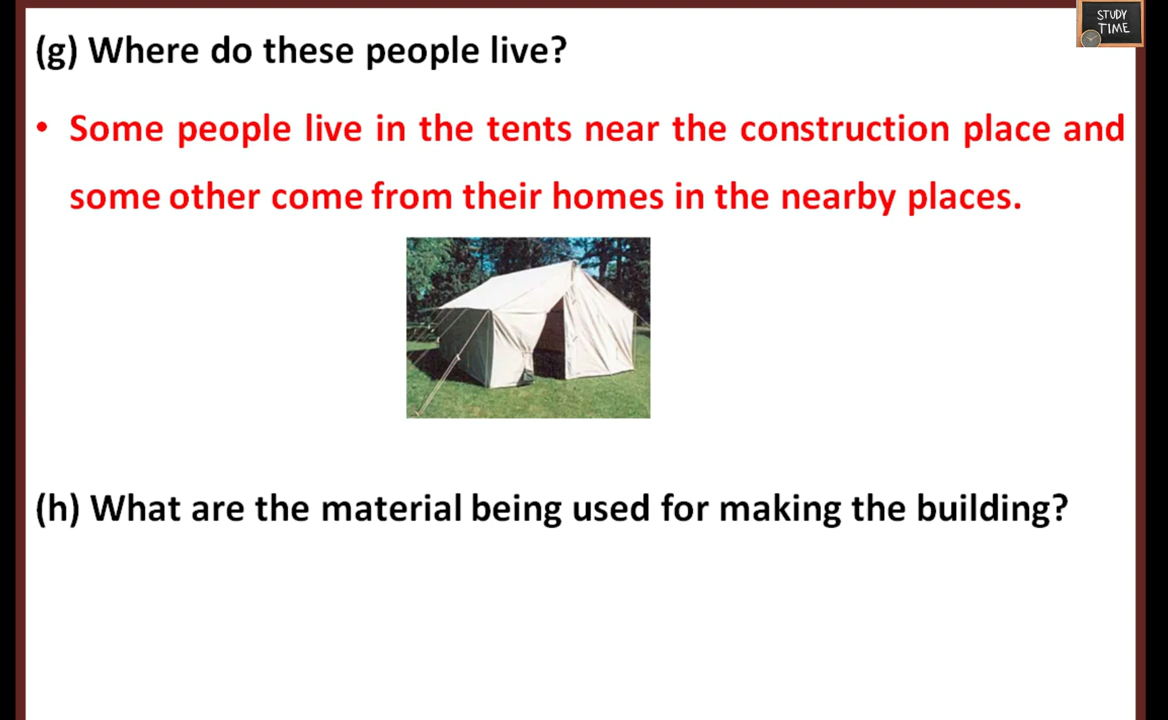 STUDY
TIME
(g) Where do these people live?
• Some people live in the tents near the construction place and
some other come from their homes in the nearby places.
(h) What are the material being used for making the building?